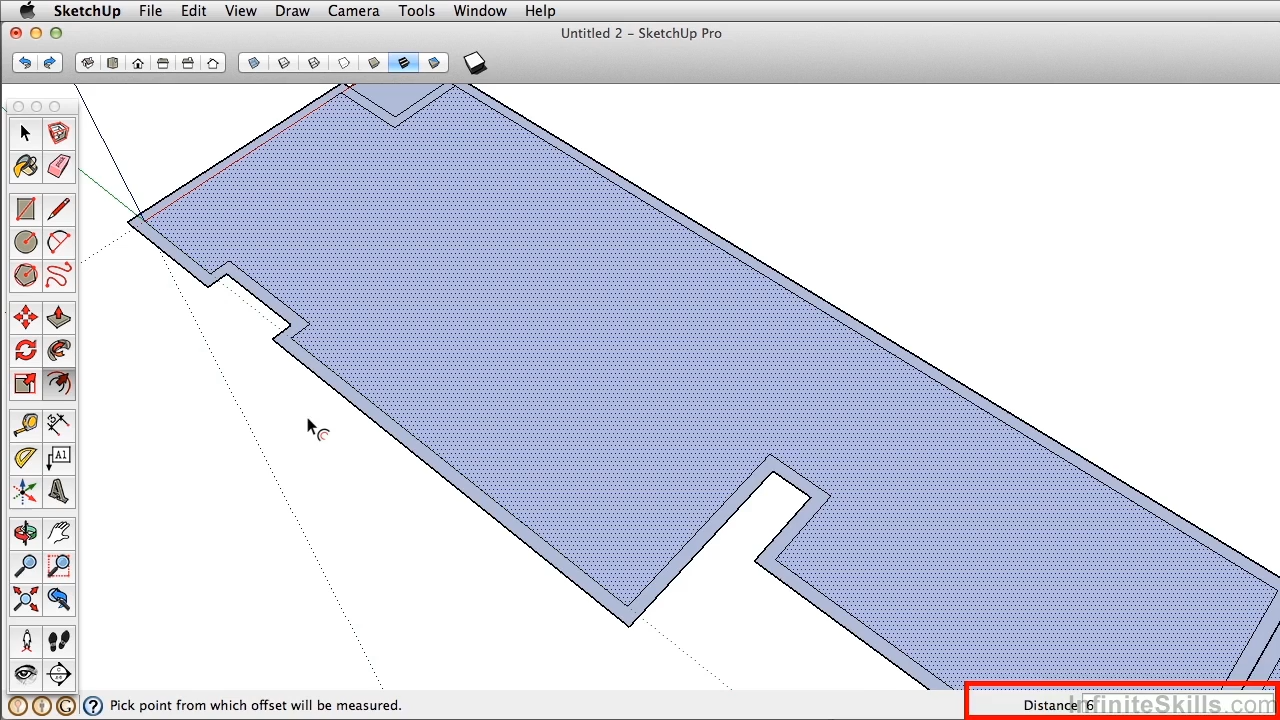 SketchUp File Edit View Draw Camera Tools Window Help
Untitled 2 – SketchUp Pro
A1
G ? Pick point from which offset will be measured.
Distance 6
InfiniteSkills.com